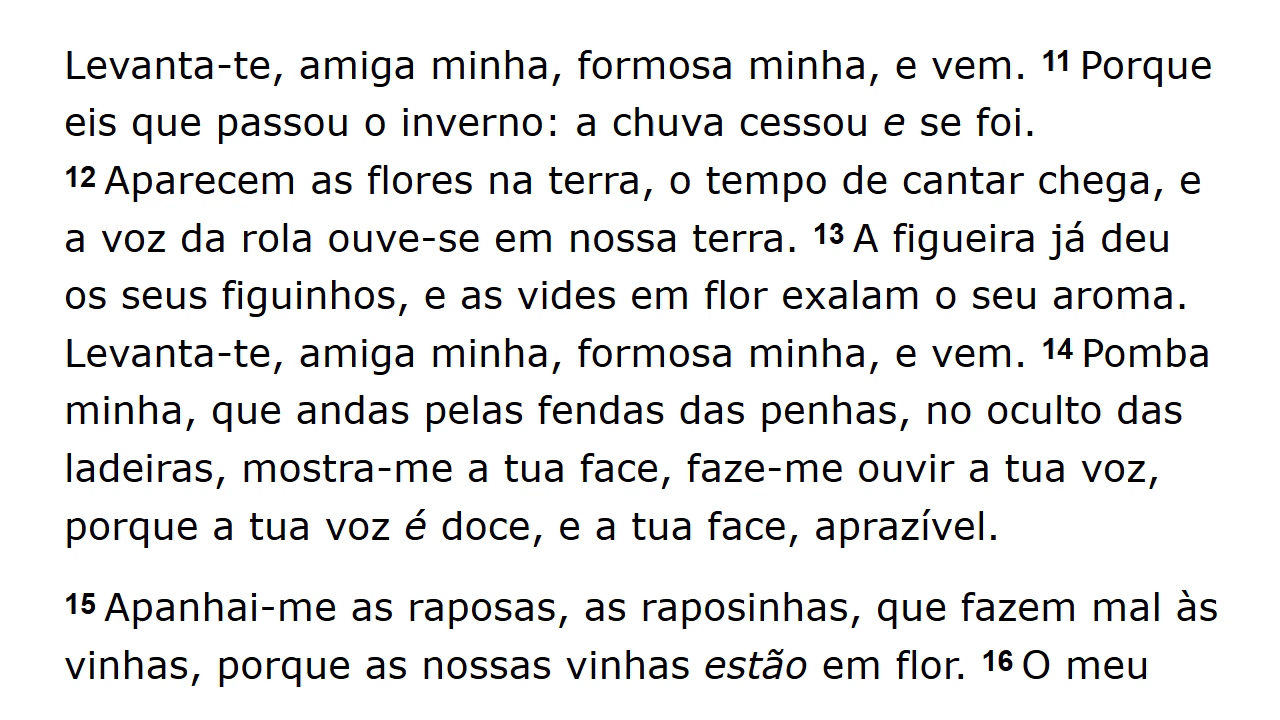 Levanta-te, amiga minha, formosa minha, e vem. 11 Porque
eis que passou o inverno: a chuva cessou e se foi.
12 Aparecem as flores na terra, o tempo de cantar chega, e
a voz da rola ouve-se em nossa terra. 13 A figueira já deu
os seus figuinhos, e as vides em flor exalam o seu aroma.
Levanta-te, amiga minha, formosa minha, e vem. 14 Pomba
minha, que andas pelas fendas das penhas, no oculto das
ladeiras, mostra-me a tua face, faze-me ouvir a tua voz,
porque a tua voz é doce, e a tua face, aprazível.
15 Apanhai-me as raposas, as raposinhas, que fazem mal às
vinhas, porque as nossas vinhas estão em flor. 16 O meu